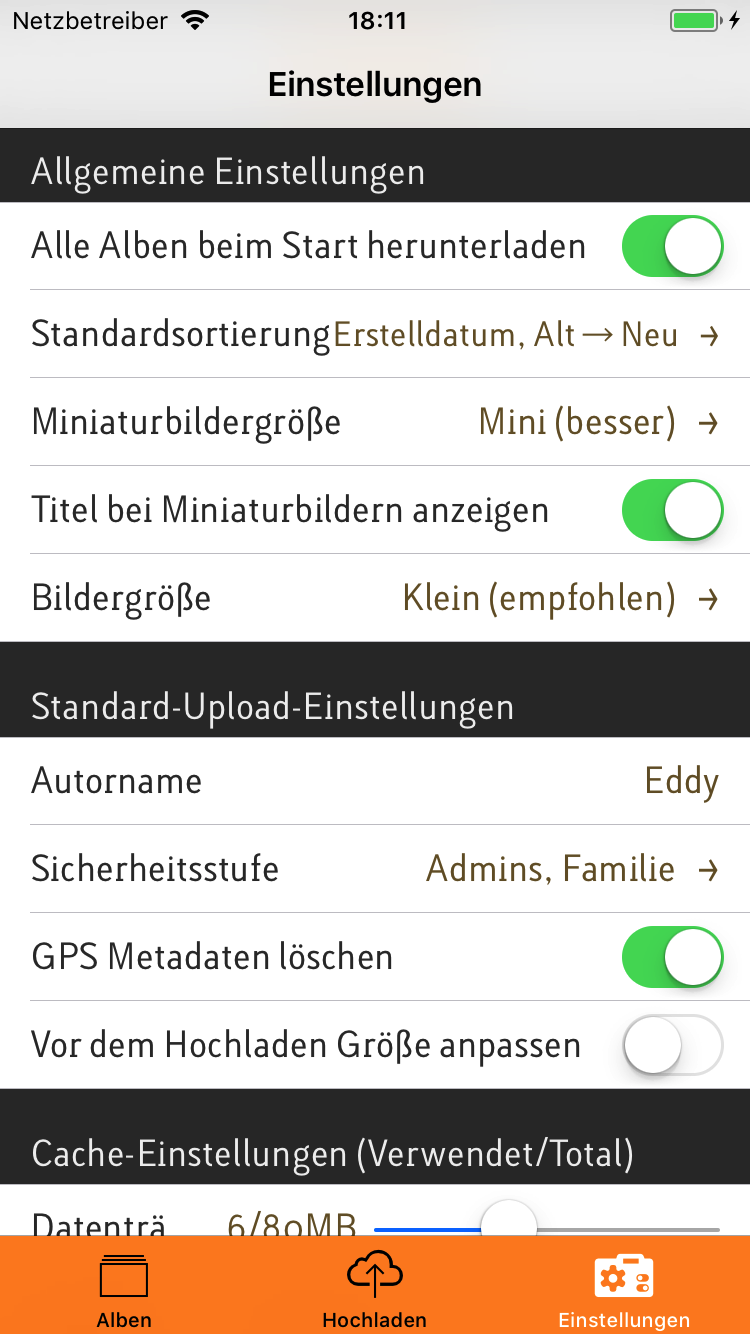 Netzbetreiber 18:11
Einstellungen
Allgemeine Einstellungen
Alle Alben beim Start herunterladen
Standardsortierung Erstelldatum, Alt → Neu →
Miniaturbildergröße Mini (besser) →
Titel bei Miniaturbildern anzeigen
Bildergröße Klein (empfohlen) →
Standard-Upload-Einstellungen
Autorname Eddy
Sicherheitsstufe Admins, Familie →
GPS Metadaten löschen
Vor dem Hochladen Größe anpassen
Cache-Einstellungen (Verwendet/Total)
Datenträ 6/80MB
Alben Hochladen Einstellungen